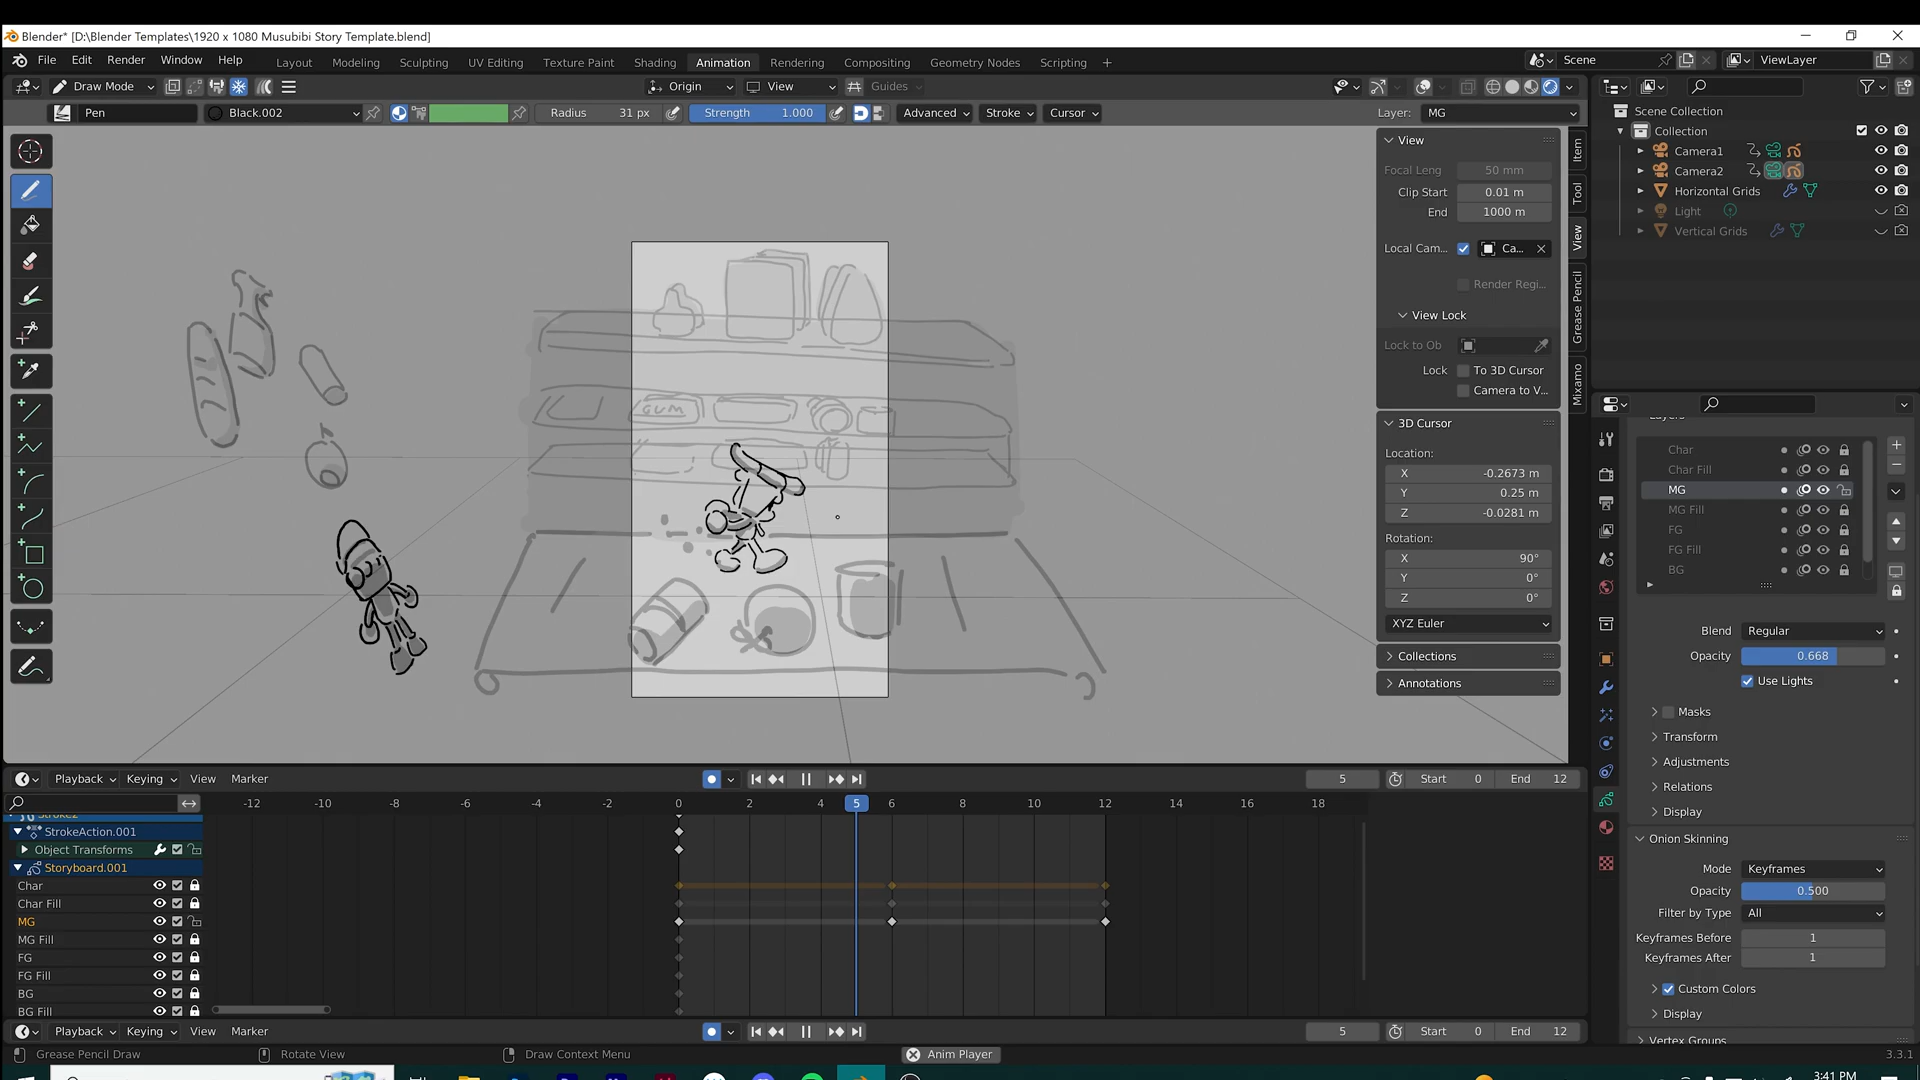 Blender* [D:\Blender Templates\1920 x 1080 Musubibi Story Template.blend]
File Edit Render Window Help Layout Modeling Sculpting UV Editing Texture Paint Shading Animation Rendering Compositing Geometry Nodes Scripting + Scene ViewLayer
Draw Mode Origin View Guides
Pen Black.002 Radius 31 px Strength 1.000 Advanced Stroke Cursor Layer: MG
View
Focal Leng 50 mm
Clip Start 0.01 m
End 1000 m
Local Cam... Ca...
Render Regi...
View Lock
Lock to Ob
Lock To 3D Cursor
Camera to V...
3D Cursor
Location:
X -0.2673 m
Y 0.25 m
Z -0.0281 m
Rotation:
X 90°
Y 0°
Z 0°
XYZ Euler
Collections
Annotations
Item
Tool
View
Grease Pencil
Mixamo
GUM
Scene Collection
Collection
Camera1
Camera2
Horizontal Grids
Light
Vertical Grids
Layers
Char
Char Fill
MG
MG Fill
FG
FG Fill
BG
Blend Regular
Opacity 0.668
Use Lights
Masks
Transform
Adjustments
Relations
Display
Onion Skinning
Mode Keyframes
Opacity 0.500
Filter by Type All
Keyframes Before 1
Keyframes After 1
Custom Colors
Display
Vertex Groups
Playback Keying View Marker 5 Start 0 End 12
-12 -10 -8 -6 -4 -2 0 2 4 5 6 8 10 12 14 16 18
Stroke2
StrokeAction.001
Object Transforms
Storyboard.001
Char
Char Fill
MG
MG Fill
FG
FG Fill
BG
BG Fill
Playback Keying View Marker 5 Start 0 End 12
Grease Pencil Draw Rotate View Draw Context Menu Anim Player 3.3.1
3:41 PM